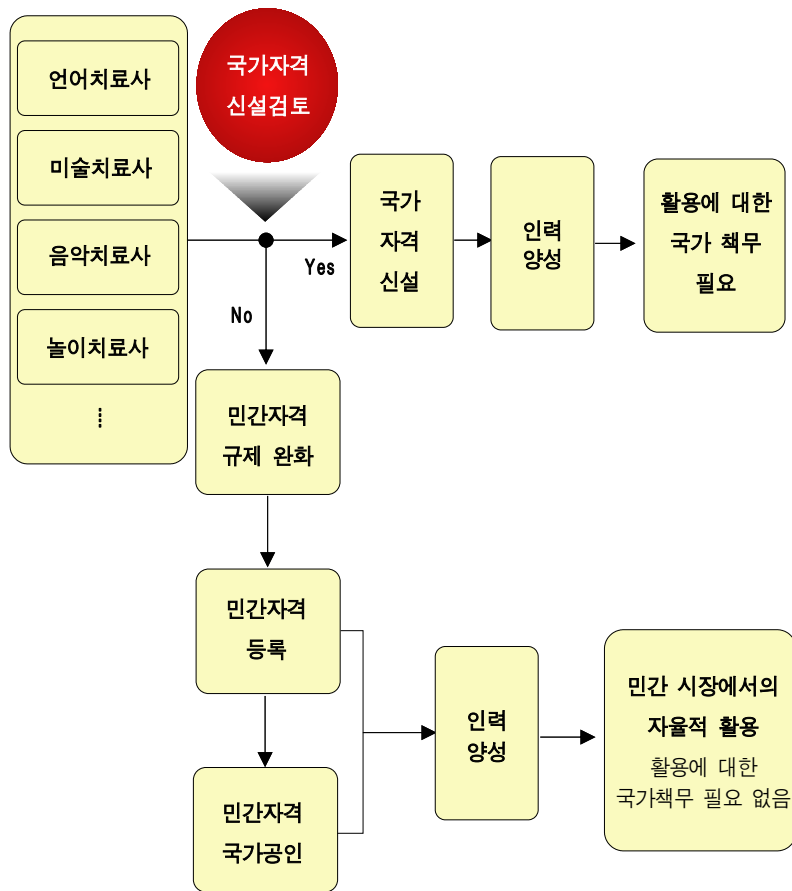 언어치료사
미술치료사
음악치료사
놀이치료사
국가자격
신설검토
Yes
No
국가
자격
신설
인력
양성
활용에 대한
국가 책무
필요
민간자격
규제 완화
민간자격
등록
민간자격
국가공인
인력
양성
민간 시장에서의
자율적 활용
활용에 대한
국가책무 필요 없음